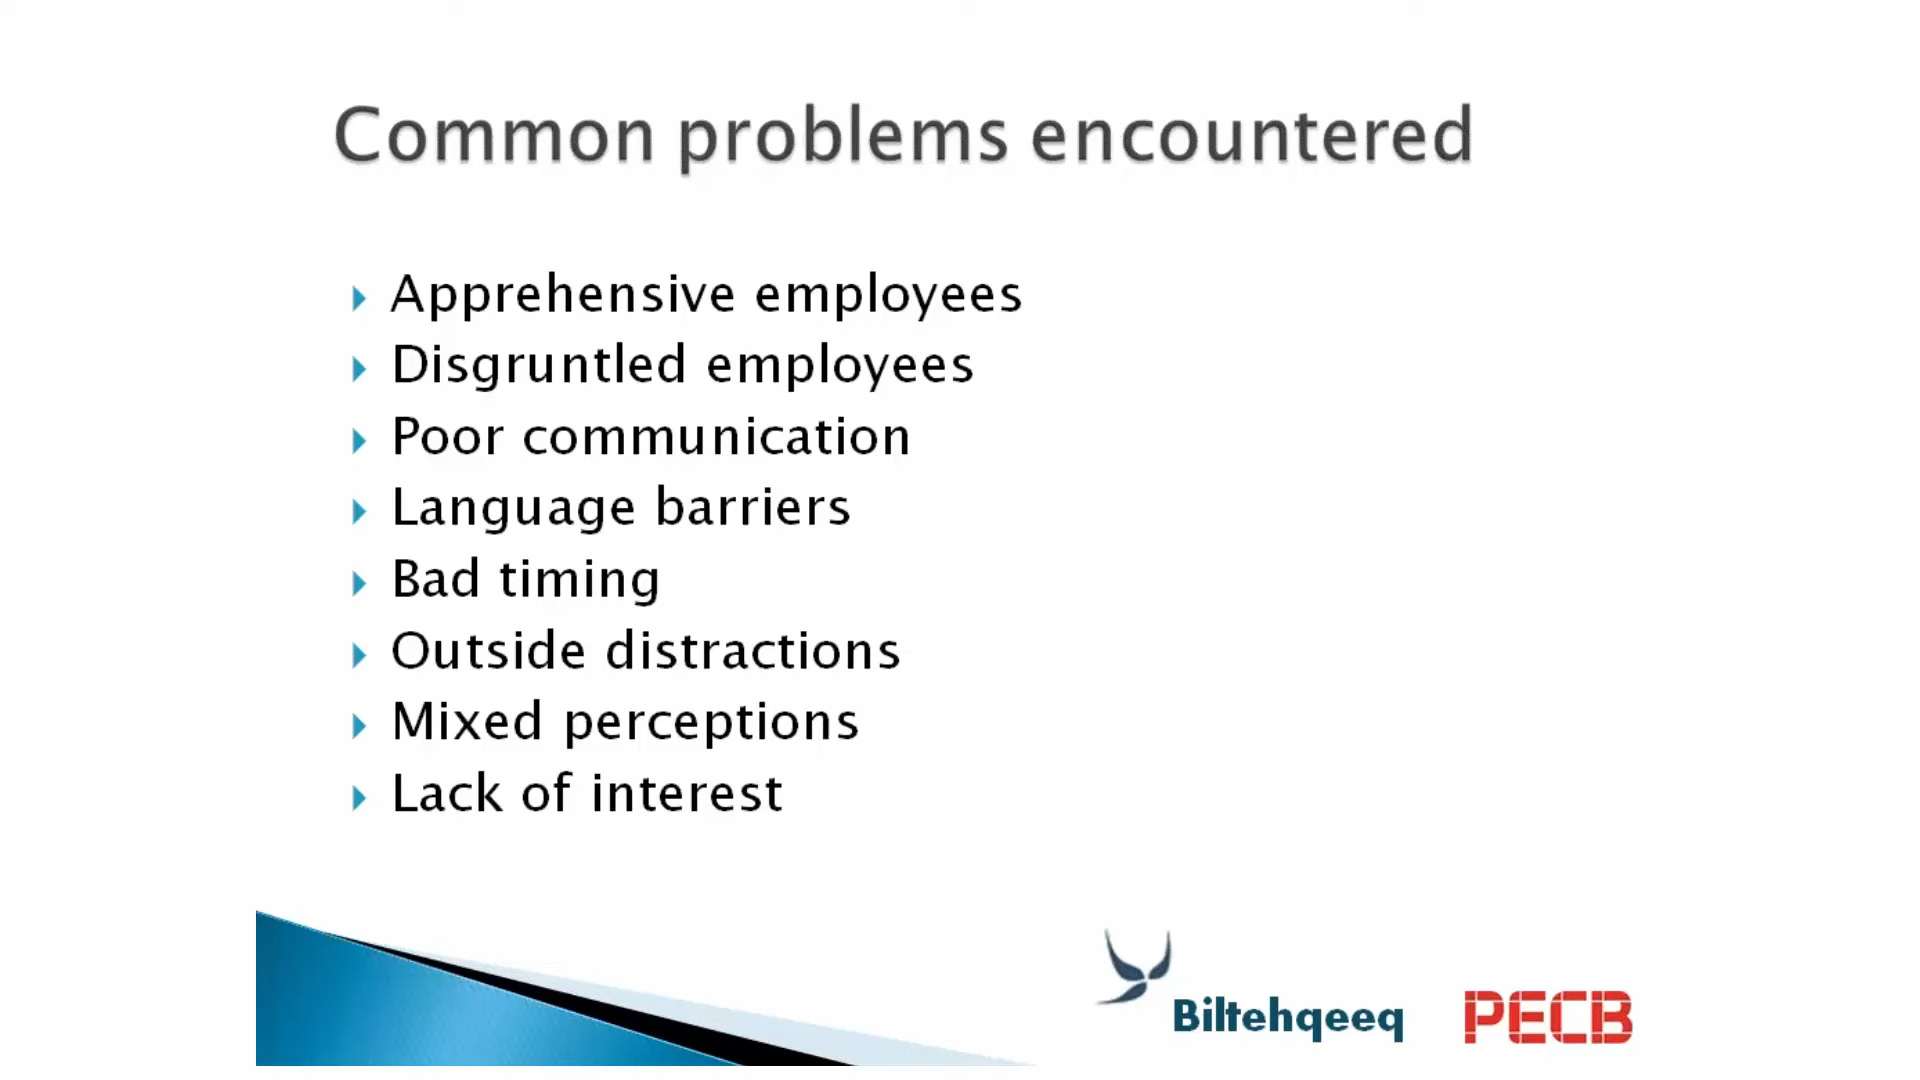 Common problems encountered
Apprehensive employees
Disgruntled employees
Poor communication
Language barriers
Bad timing
Outside distractions
Mixed perceptions
Lack of interest
Biltehqeeq
PECB